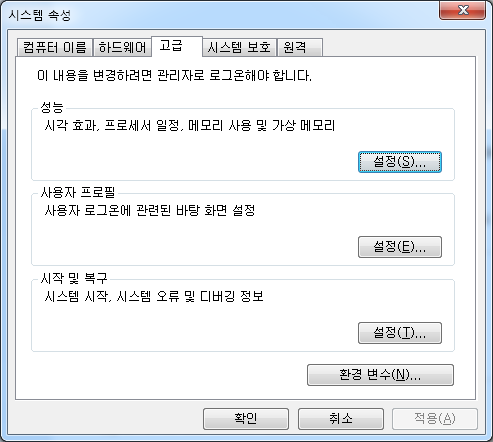 시스템 속성
컴퓨터 이름 하드웨어 고급 시스템 보호 원격
이 내용을 변경하려면 관리자로 로그온해야 합니다.
성능
시각 효과, 프로세서 일정, 메모리 사용 및 가상 메모리
설정(S)...
사용자 프로필
사용자 로그온에 관련된 바탕 화면 설정
설정(E)...
시작 및 복구
시스템 시작, 시스템 오류 및 디버깅 정보
설정(T)...
환경 변수(N)...
확인 취소 적용(A)